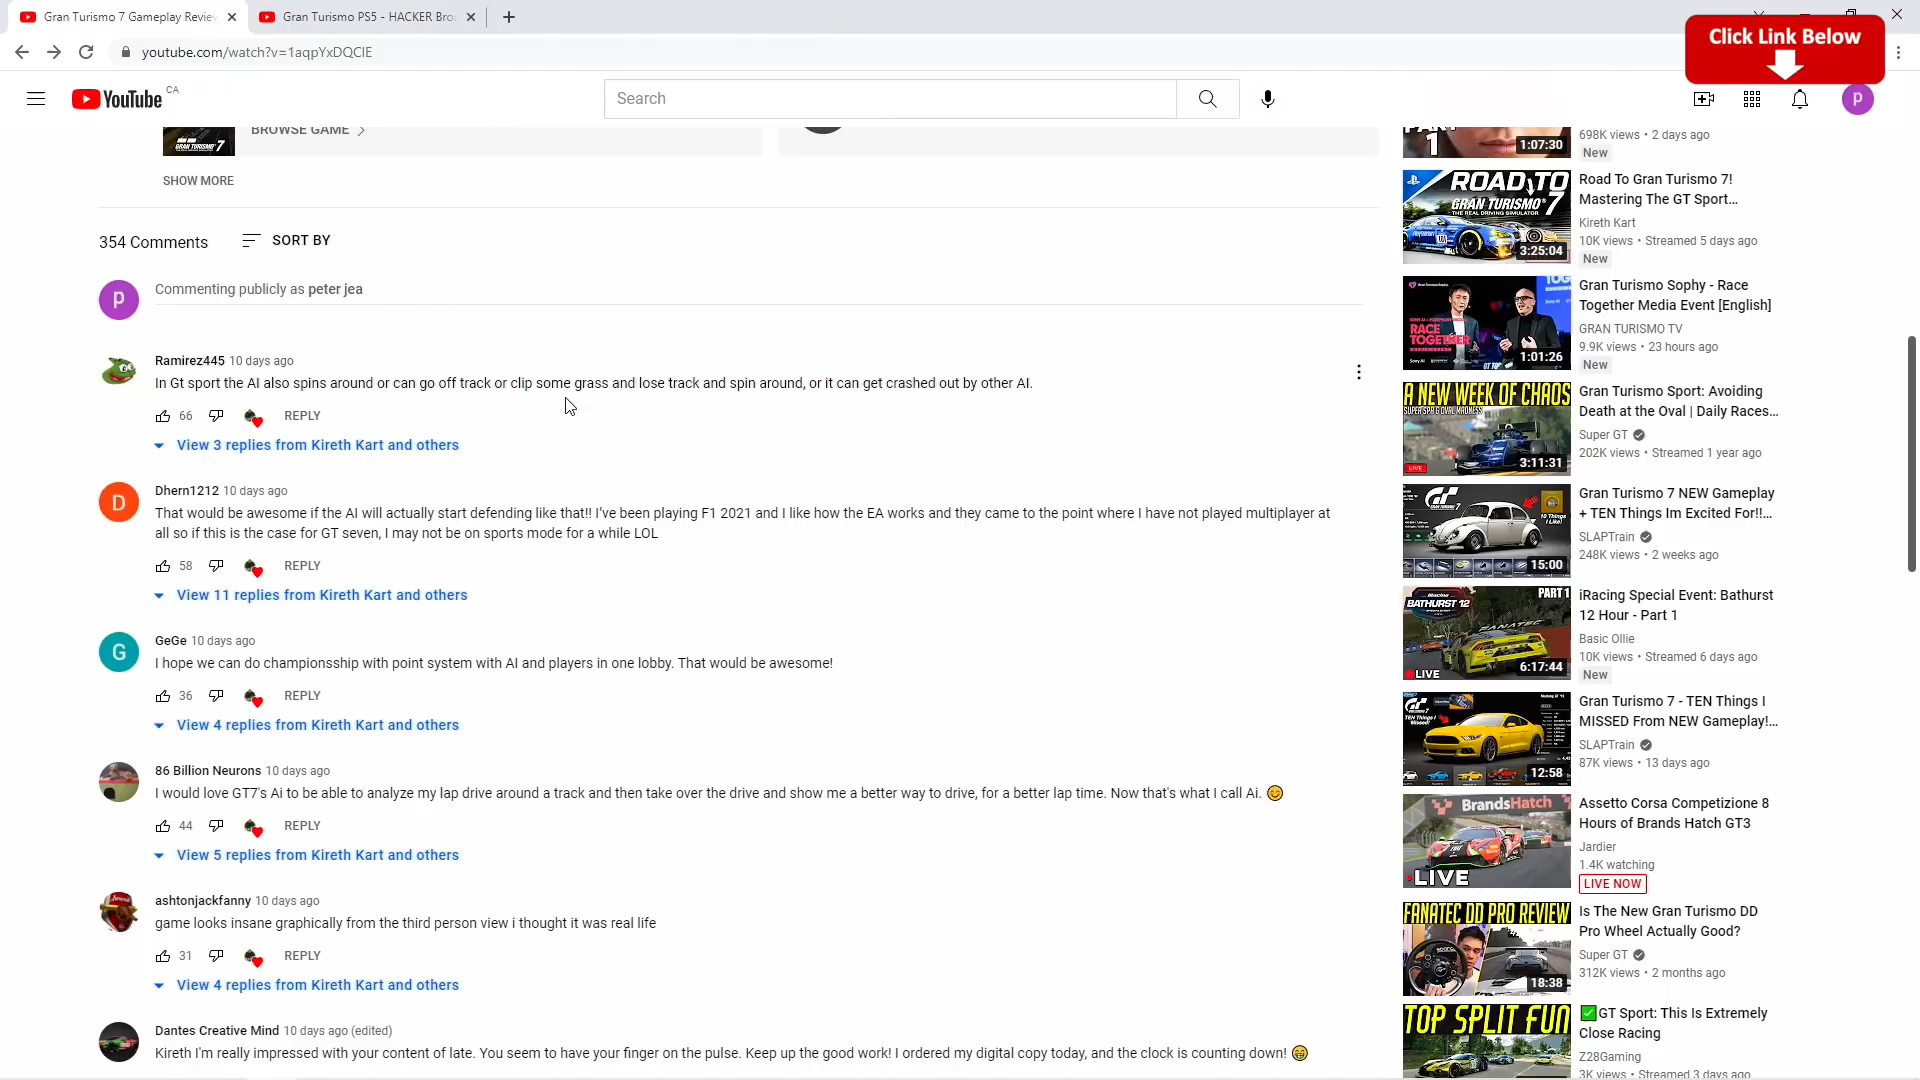 Gran Turismo 7 Gameplay Review
Gran Turismo PS5 - HACKER Bro
youtube.com/watch?v=1aqpYxDQCIE
Click Link Below
YouTube CA
Search
P
GRAN TURISMO 7
BROWSE GAME
SHOW MORE
354 Comments
SORT BY
P
Commenting publicly as peter jea
Ramirez445 10 days ago
In Gt sport the AI also spins around or can go off track or clip some grass and lose track and spin around, or it can get crashed out by other AI.
66 REPLY
View 3 replies from Kireth Kart and others
D
Dhern1212 10 days ago
That would be awesome if the AI will actually start defending like that!! I've been playing F1 2021 and I like how the EA works and they came to the point where I have not played multiplayer at
all so if this is the case for GT seven, I may not be on sports mode for a while LOL
58 REPLY
View 11 replies from Kireth Kart and others
G
GeGe 10 days ago
I hope we can do championsship with point system with AI and players in one lobby. That would be awesome!
36 REPLY
View 4 replies from Kireth Kart and others
86 Billion Neurons 10 days ago
I would love GT7's Ai to be able to analyze my lap drive around a track and then take over the drive and show me a better way to drive, for a better lap time. Now that's what I call Ai. 😊
44 REPLY
View 5 replies from Kireth Kart and others
ashtonjackfanny 10 days ago
game looks insane graphically from the third person view i thought it was real life
31 REPLY
View 4 replies from Kireth Kart and others
Dantes Creative Mind 10 days ago (edited)
Kireth I'm really impressed with your content of late. You seem to have your finger on the pulse. Keep up the good work! I ordered my digital copy today, and the clock is counting down! 😁
1
1:07:30
698K views • 2 days ago
New
ROAD TO
GRAN TURISMO 7
THE REAL DRIVING SIMULATOR
3:25:04
Road To Gran Turismo 7!
Mastering The GT Sport...
Kireth Kart
10K views • Streamed 5 days ago
New
RACE
TOGETHER
1:01:26
Gran Turismo Sophy - Race
Together Media Event [English]
GRAN TURISMO TV
9.9K views • 23 hours ago
New
A NEW WEEK OF CHAOS
SUPER SPR & OVAL MADNESS
LIVE
3:11:31
Gran Turismo Sport: Avoiding
Death at the Oval | Daily Races...
Super GT
202K views • Streamed 1 year ago
10 Things
I Like!
15:00
Gran Turismo 7 NEW Gameplay
+ TEN Things Im Excited For!!...
SLAPTrain
248K views • 2 weeks ago
BATHURST 12
PART 1
FANATEC
LIVE
6:17:44
iRacing Special Event: Bathurst
12 Hour - Part 1
Basic Ollie
10K views • Streamed 6 days ago
New
TEN Things I
Missed!
12:58
Gran Turismo 7 - TEN Things I
MISSED From NEW Gameplay!...
SLAPTrain
87K views • 13 days ago
BrandsHatch
LIVE
Assetto Corsa Competizione 8
Hours of Brands Hatch GT3
Jardier
1.4K watching
LIVE NOW
FANATEC DD PRO REVIEW
18:38
Is The New Gran Turismo DD
Pro Wheel Actually Good?
Super GT
312K views • 2 months ago
TOP SPLIT FUN
✅GT Sport: This Is Extremely
Close Racing
Z28Gaming
3K views • Streamed 3 days ago